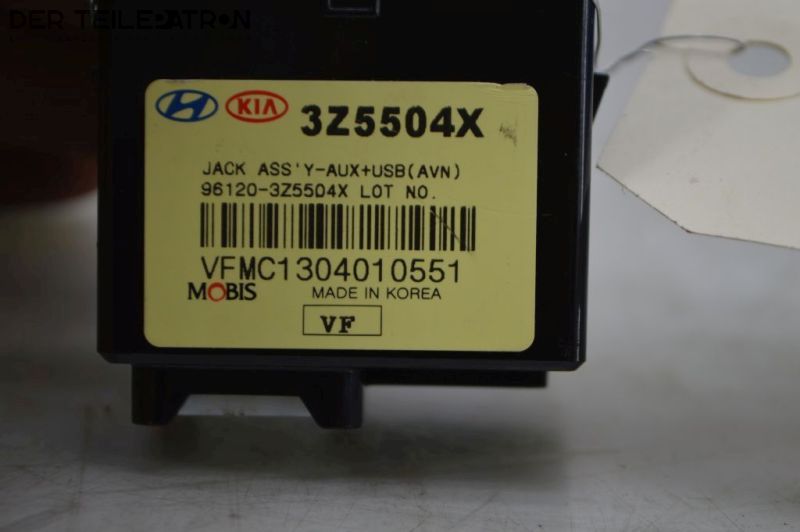 DER TEILEPATRON
KIA 3Z5504X
JACK ASS'Y-AUX+USB(AVN)
96120-3Z5504X LOT NO.
VFMC1304010551
MOBIS MADE IN KOREA
VF